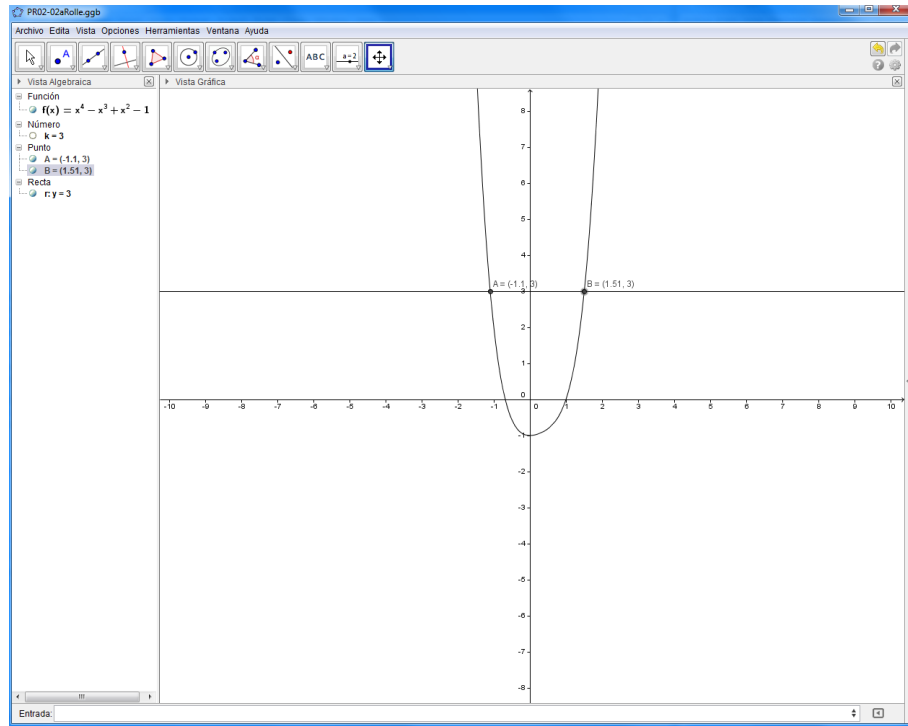 PR02-02aRolle.ggb
Archivo Edita Vista Opciones Herramientas Ventana Ayuda
A ABC a=2
Vista Algebraica
Función
f(x) = x⁴ − x³ + x² − 1
Número
k = 3
Punto
A = (-1.1, 3)
B = (1.51, 3)
Recta
r: y = 3
Vista Gráfica
8
7
6
5
4
A = (-1.1, 3) 3 B = (1.51, 3)
2
1
0
-10 -9 -8 -7 -6 -5 -4 -3 -2 -1 0 1 2 3 4 5 6 7 8 9 10
-1
-2
-3
-4
-5
-6
-7
-8
Entrada: